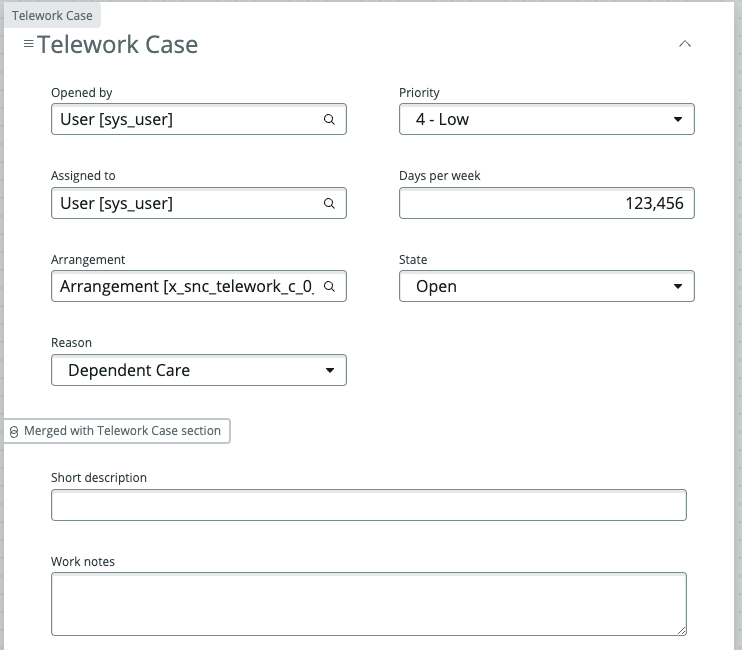 Telework Case
Telework Case
Opened by
User [sys_user]
Priority
4 - Low
Assigned to
User [sys_user]
Days per week
123,456
Arrangement
Arrangement [x_snc_telework_c_0_
State
Open
Reason
Dependent Care
Merged with Telework Case section
Short description
Work notes